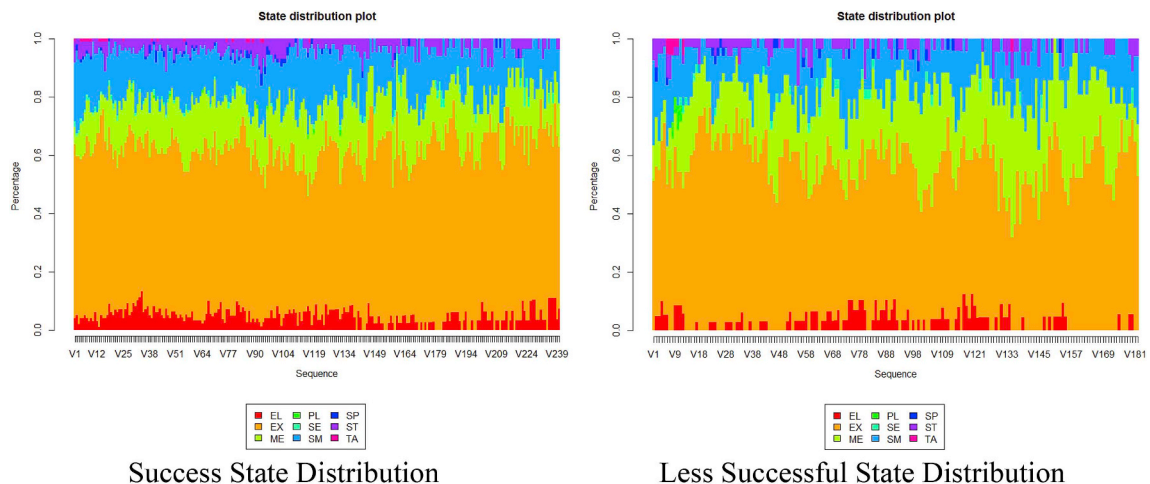 State distribution plot
1.0
0.8
0.6
0.4
0.2
0.0
Percentage
V1 V12 V25 V38 V51 V64 V77 V90 V104 V119 V134 V149 V164 V179 V194 V209 V224 V239
Sequence
EL PL SP
EX SE ST
ME SM TA
Success State Distribution
State distribution plot
1.0
0.8
0.6
0.4
0.2
0.0
Percentage
V1 V9 V18 V28 V38 V48 V58 V68 V78 V88 V98 V109 V121 V133 V145 V157 V169 V181
Sequence
EL PL SP
EX SE ST
ME SM TA
Less Successful State Distribution